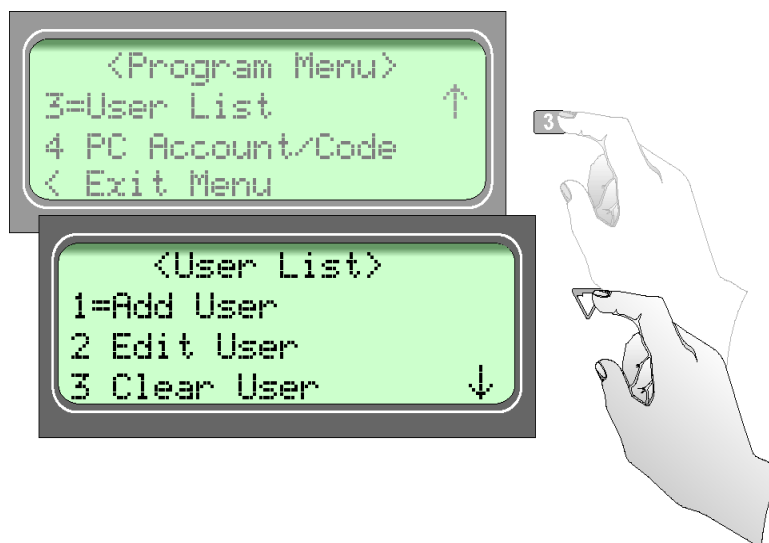 <Program Menu>
3=User List ↑
4 PC Account/Code
< Exit Menu
3
<User List>
1=Add User
2 Edit User
3 Clear User ↓